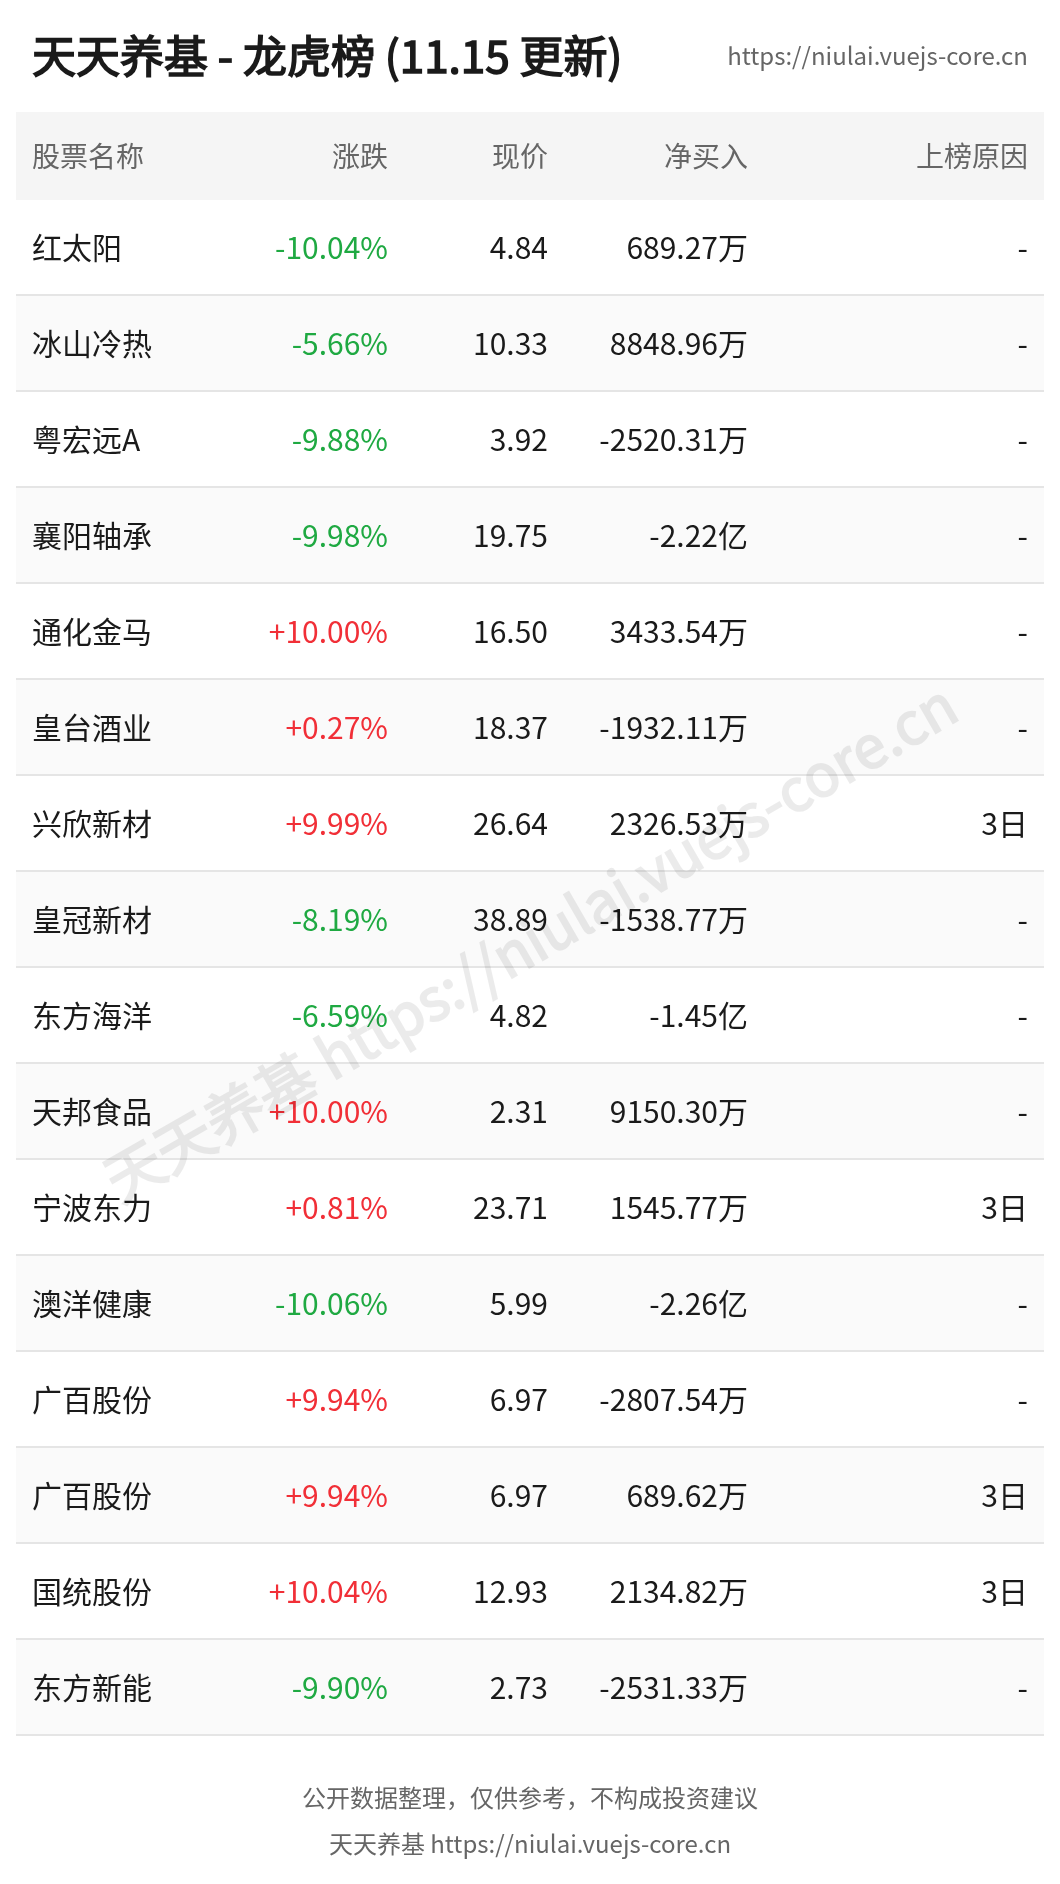 天天养基 - 龙虎榜 (11.15 更新) https://niulai.vuejs-core.cn
股票名称 涨跌 现价 净买入 上榜原因
红太阳 -10.04% 4.84 689.27万 -
冰山冷热 -5.66% 10.33 8848.96万 -
粤宏远A -9.88% 3.92 -2520.31万 -
襄阳轴承 -9.98% 19.75 -2.22亿 -
通化金马 +10.00% 16.50 3433.54万 -
皇台酒业 +0.27% 18.37 -1932.11万 -
兴欣新材 +9.99% 26.64 2326.53万 3日
皇冠新材 -8.19% 38.89 -1538.77万 -
东方海洋 -6.59% 4.82 -1.45亿 -
天邦食品 +10.00% 2.31 9150.30万 -
宁波东力 +0.81% 23.71 1545.77万 3日
澳洋健康 -10.06% 5.99 -2.26亿 -
广百股份 +9.94% 6.97 -2807.54万 -
广百股份 +9.94% 6.97 689.62万 3日
国统股份 +10.04% 12.93 2134.82万 3日
东方新能 -9.90% 2.73 -2531.33万 -
天天养基 https://niulai.vuejs-core.cn
公开数据整理，仅供参考，不构成投资建议
天天养基 https://niulai.vuejs-core.cn